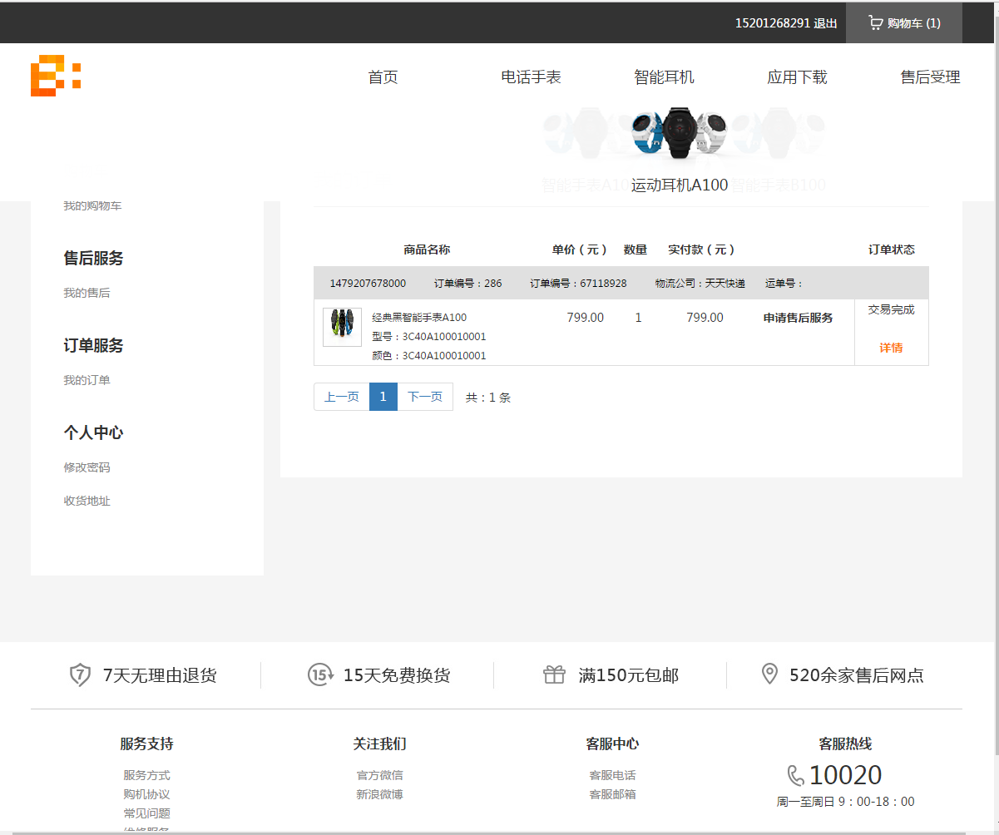 15201268291 退出 购物车 (1)
首页 电话手表 智能耳机 应用下载 售后受理
智能手表A10 运动耳机A100 智能手表B100
我的购物车
售后服务
我的售后
订单服务
我的订单
个人中心
修改密码
收货地址
商品名称 单价（元） 数量 实付款（元） 订单状态
1479207678000 订单编号：286 订单编号：67118928 物流公司：天天快递 运单号：
经典黑智能手表A100 799.00 1 799.00 申请售后服务 交易完成
型号：3C40A100010001
颜色：3C40A100010001
详情
上一页 1 下一页 共：1 条
7 7天无理由退货 15 15天免费换货 满150元包邮 520余家售后网点
服务支持 关注我们 客服中心 客服热线
服务方式 官方微信 客服电话 10020
购机协议 新浪微博 客服邮箱 周一至周日 9：00-18：00
常见问题
维修服务